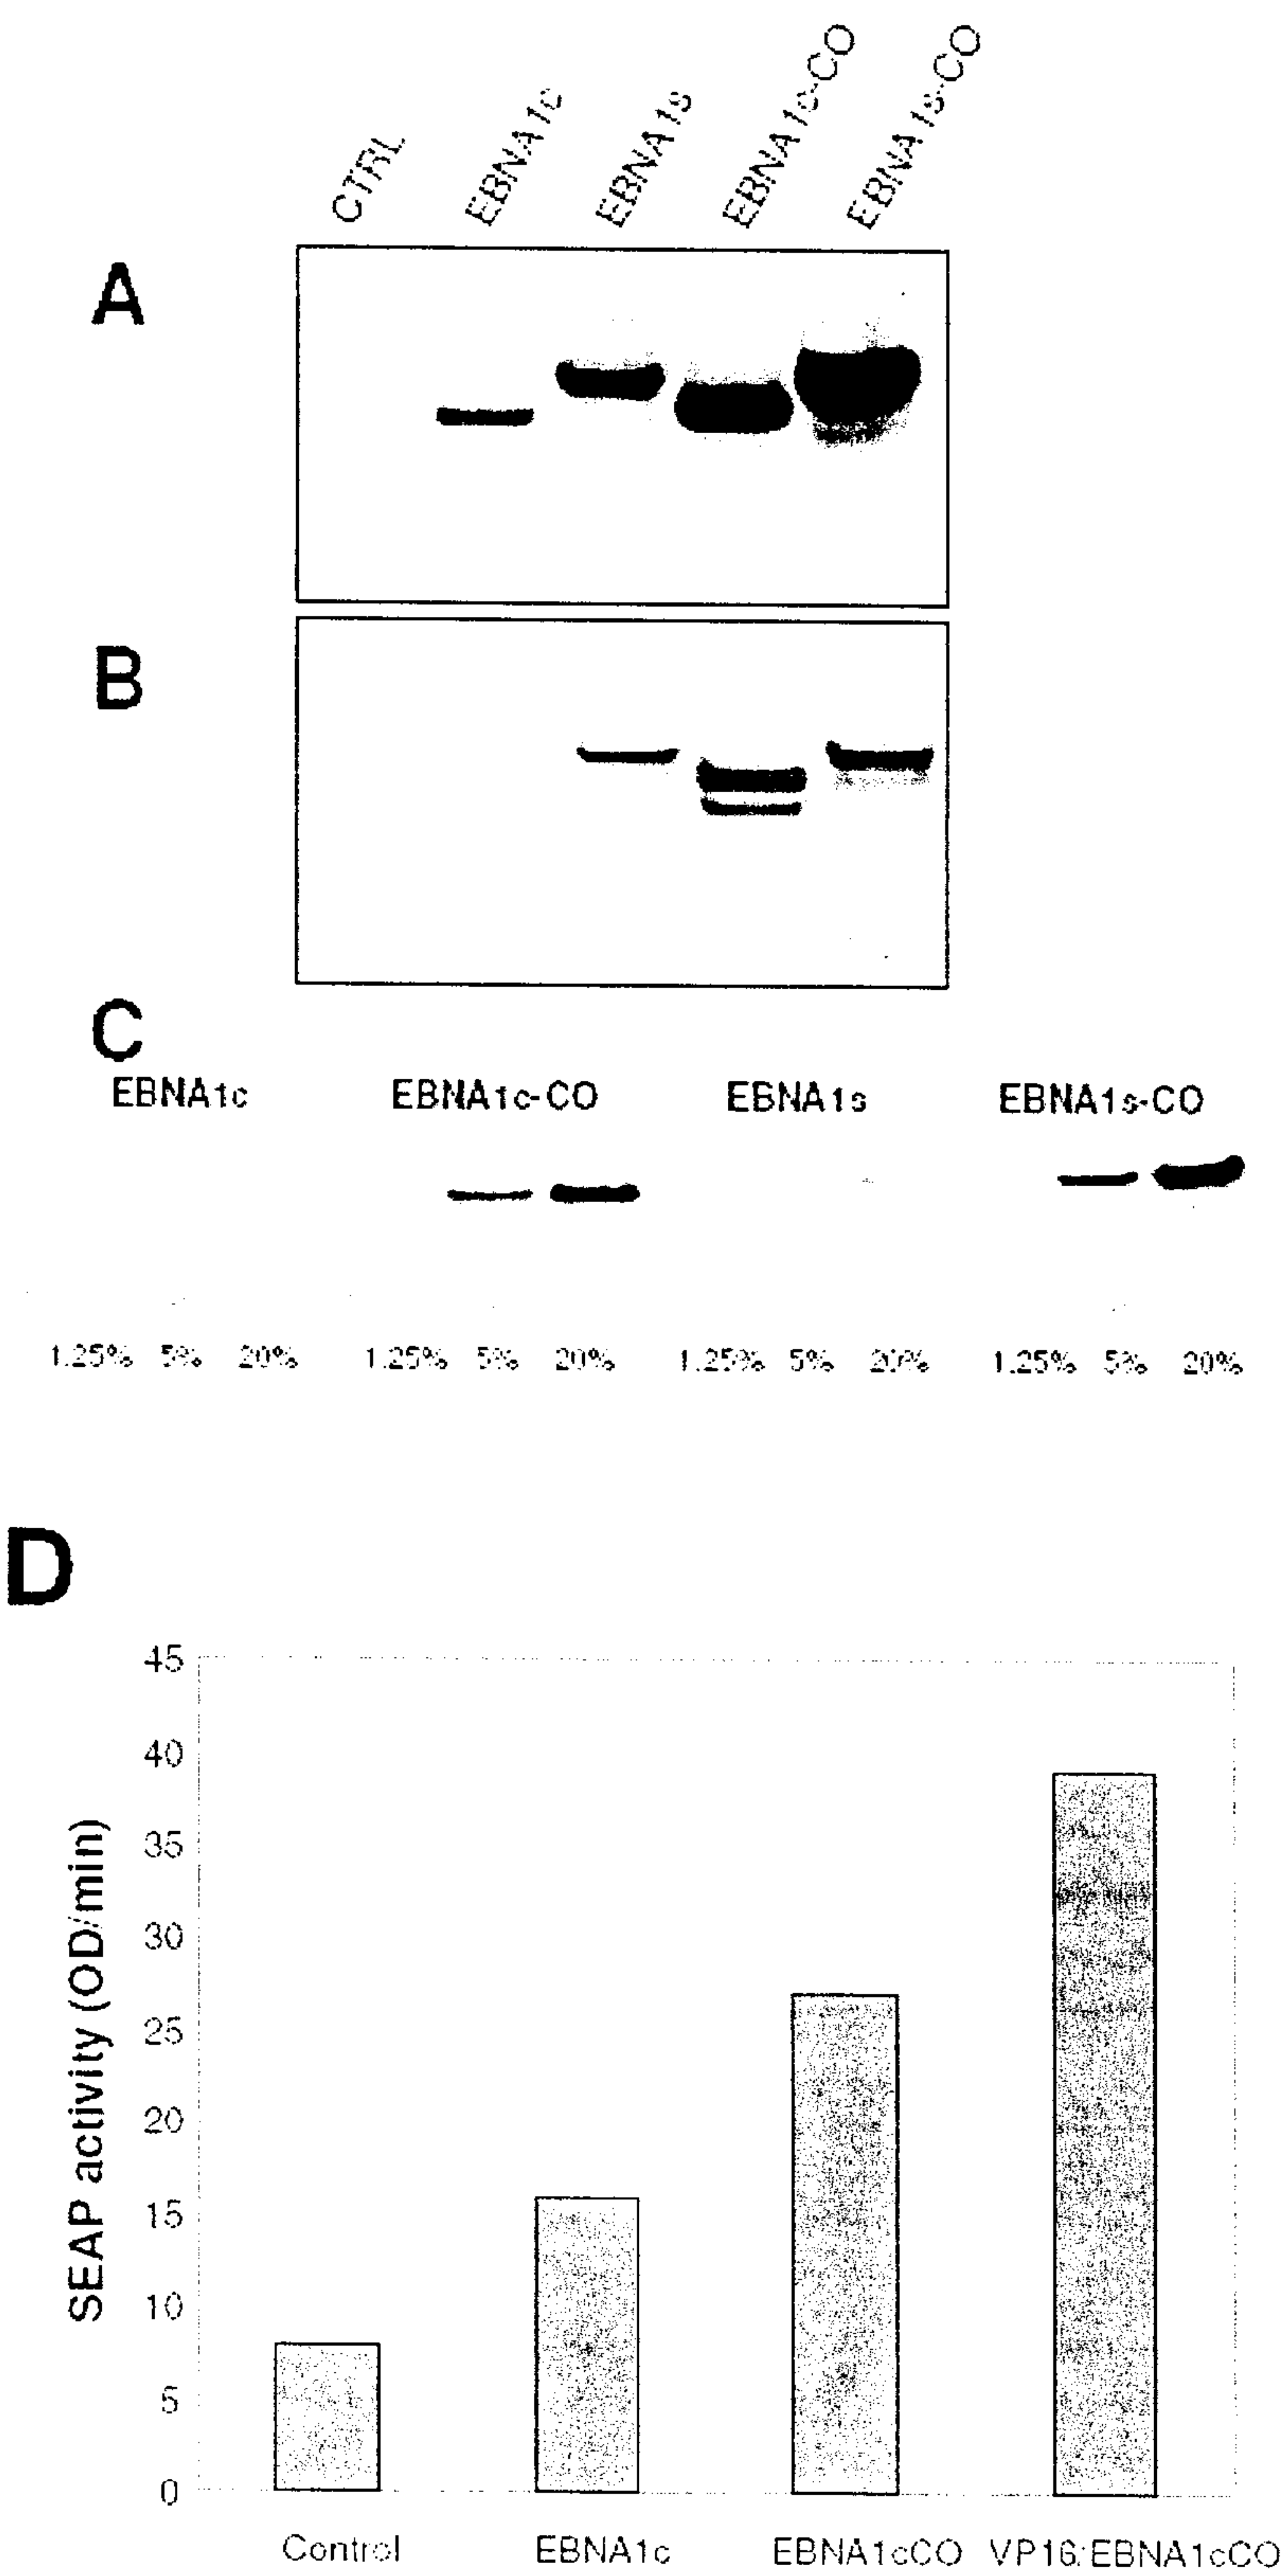 CTRL EBNA1c EBNA1s EBNA1c-CO EBNA1s-CO
A
B
C
EBNA1c EBNA1c-CO EBNA1s EBNA1s-CO
1.25% 5% 20% 1.25% 5% 20% 1.25% 5% 20% 1.25% 5% 20%
D
SEAP activity (OD/min)
45
40
35
30
25
20
15
10
5
0
Control EBNA1c EBNA1cCO VP16:EBNA1cCO